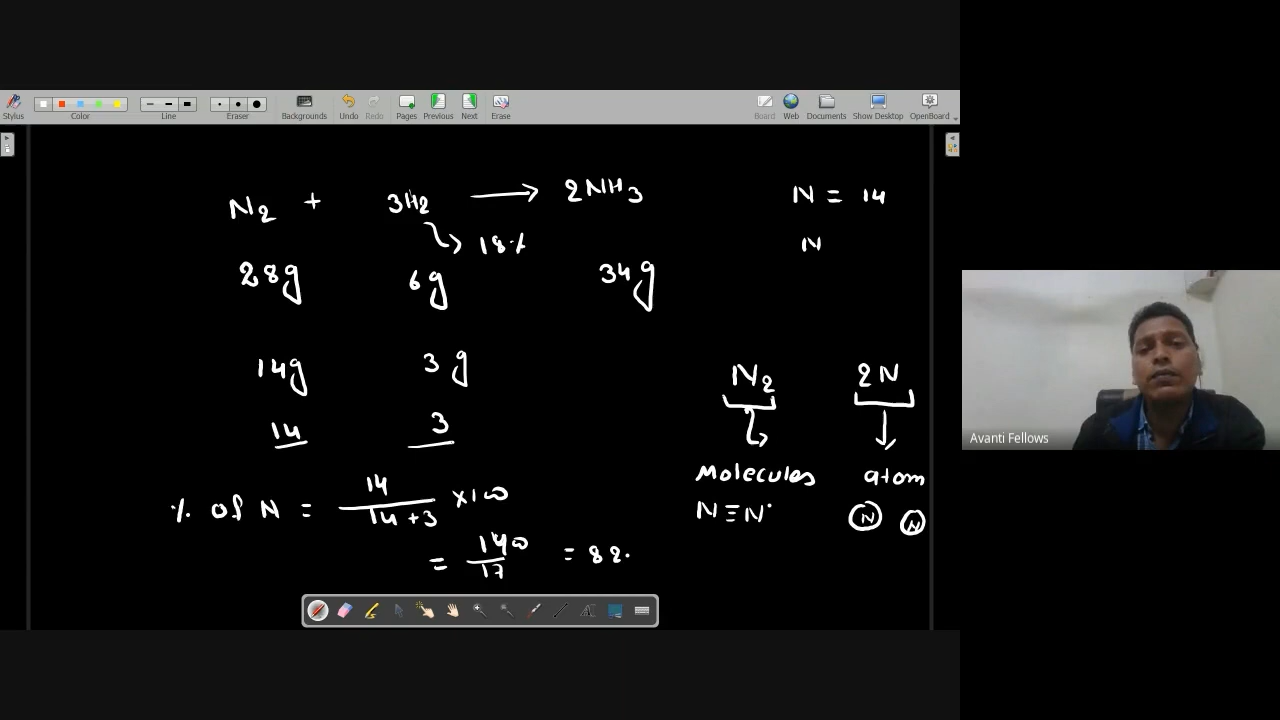 Stylus
Color
Line
Eraser
Backgrounds
Undo
Redo
Pages
Previous
Next
Erase
Board
Web
Documents
Show Desktop
OpenBoard
N₂ + 3H₂ ⟶ 2NH₃
18%
28g 6g 34g
14g 3g
14 3
% of N = 14/14+3 ×100
= 1400/17 = 82.
N = 14
N
N₂ 2N
Molecules atom
N≡N N N
Avanti Fellows